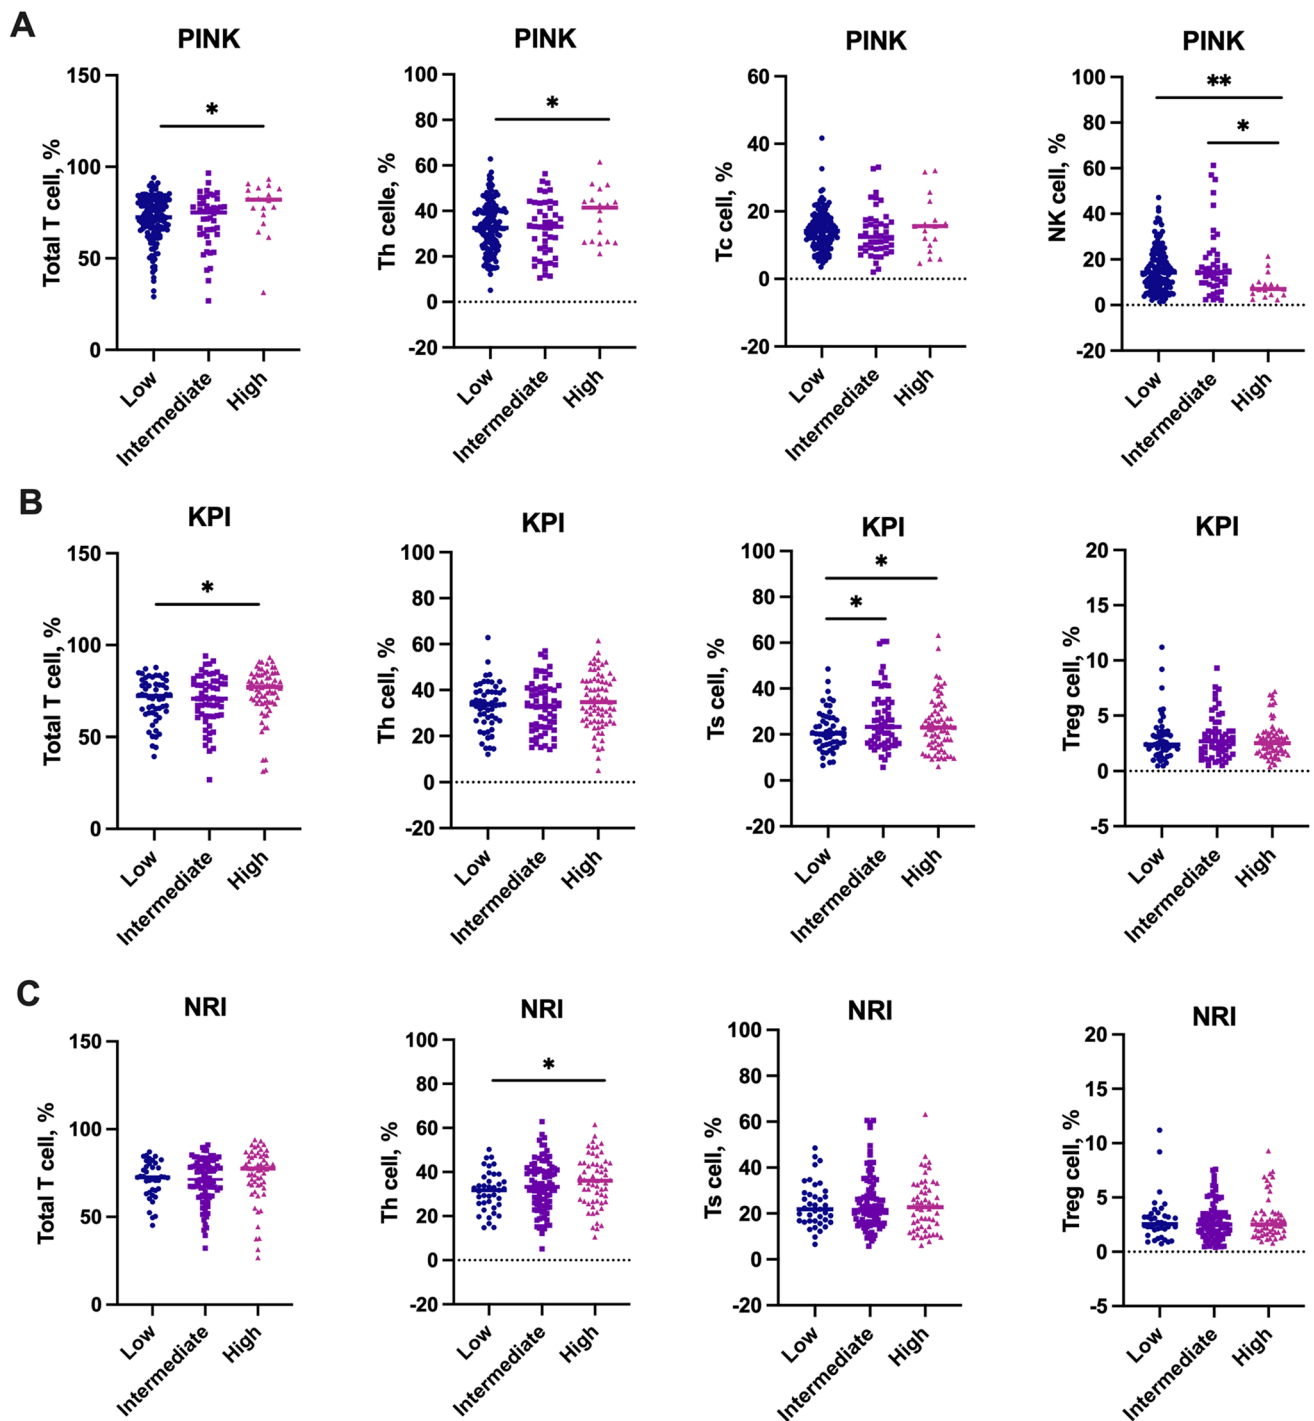 A
PINK
Total T cell, %
150
100
50
0
*
Low
Intermediate
High
PINK
Th celle, %
100
80
60
40
20
0
-20
*
Low
Intermediate
High
PINK
Tc cell, %
60
40
20
0
-20
Low
Intermediate
High
PINK
NK cell, %
100
80
60
40
20
0
-20
**
*
Low
Intermediate
High
B
KPI
Total T cell, %
150
100
50
0
*
Low
Intermediate
High
KPI
Th cell, %
100
80
60
40
20
0
-20
Low
Intermediate
High
KPI
Ts cell, %
100
80
60
40
20
0
-20
*
*
Low
Intermediate
High
KPI
Treg cell, %
20
15
10
5
0
-5
Low
Intermediate
High
C
NRI
Total T cell, %
150
100
50
0
Low
Intermediate
High
NRI
Th cell, %
100
80
60
40
20
0
-20
*
Low
Intermediate
High
NRI
Ts cell, %
100
80
60
40
20
0
-20
Low
Intermediate
High
NRI
Treg cell, %
20
15
10
5
0
-5
Low
Intermediate
High